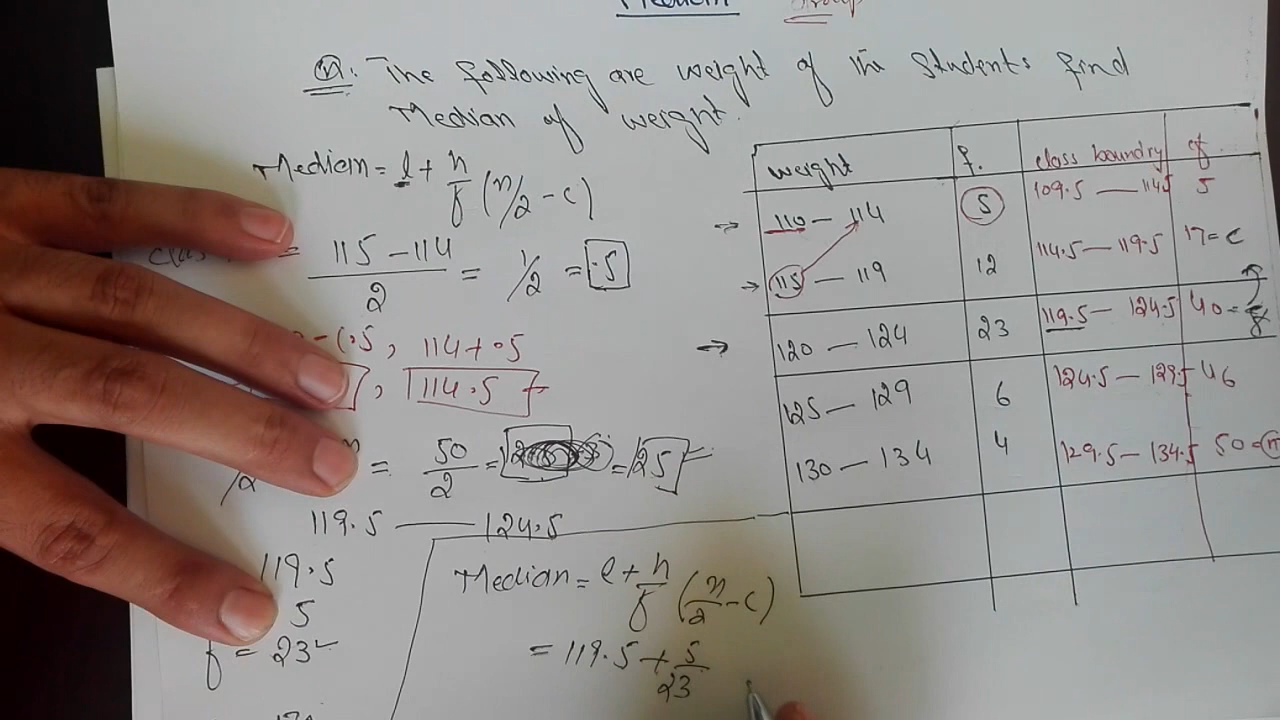 Median Group
Q. The following are weight of the students find
Median of weight.
Median = l + h/f (n/2 - c)
= 115 - 114 / 2 = 1/2 = .5
.5, 114 + .5
, 114.5
/2 = 50/2 = = 25
119.5 — 124.5
119.5
5
f = 23
Median = l + h/f (n/2 - c)
= 119.5 + 5/23
weight f. class boundry cf
110 — 114 5 109.5 — 114.5 5
115 — 119 12 114.5 — 119.5 17 = c
120 — 124 23 119.5 — 124.5 40 =
125 — 129 6 124.5 — 129.5 46
130 — 134 4 129.5 — 134.5 50 = n